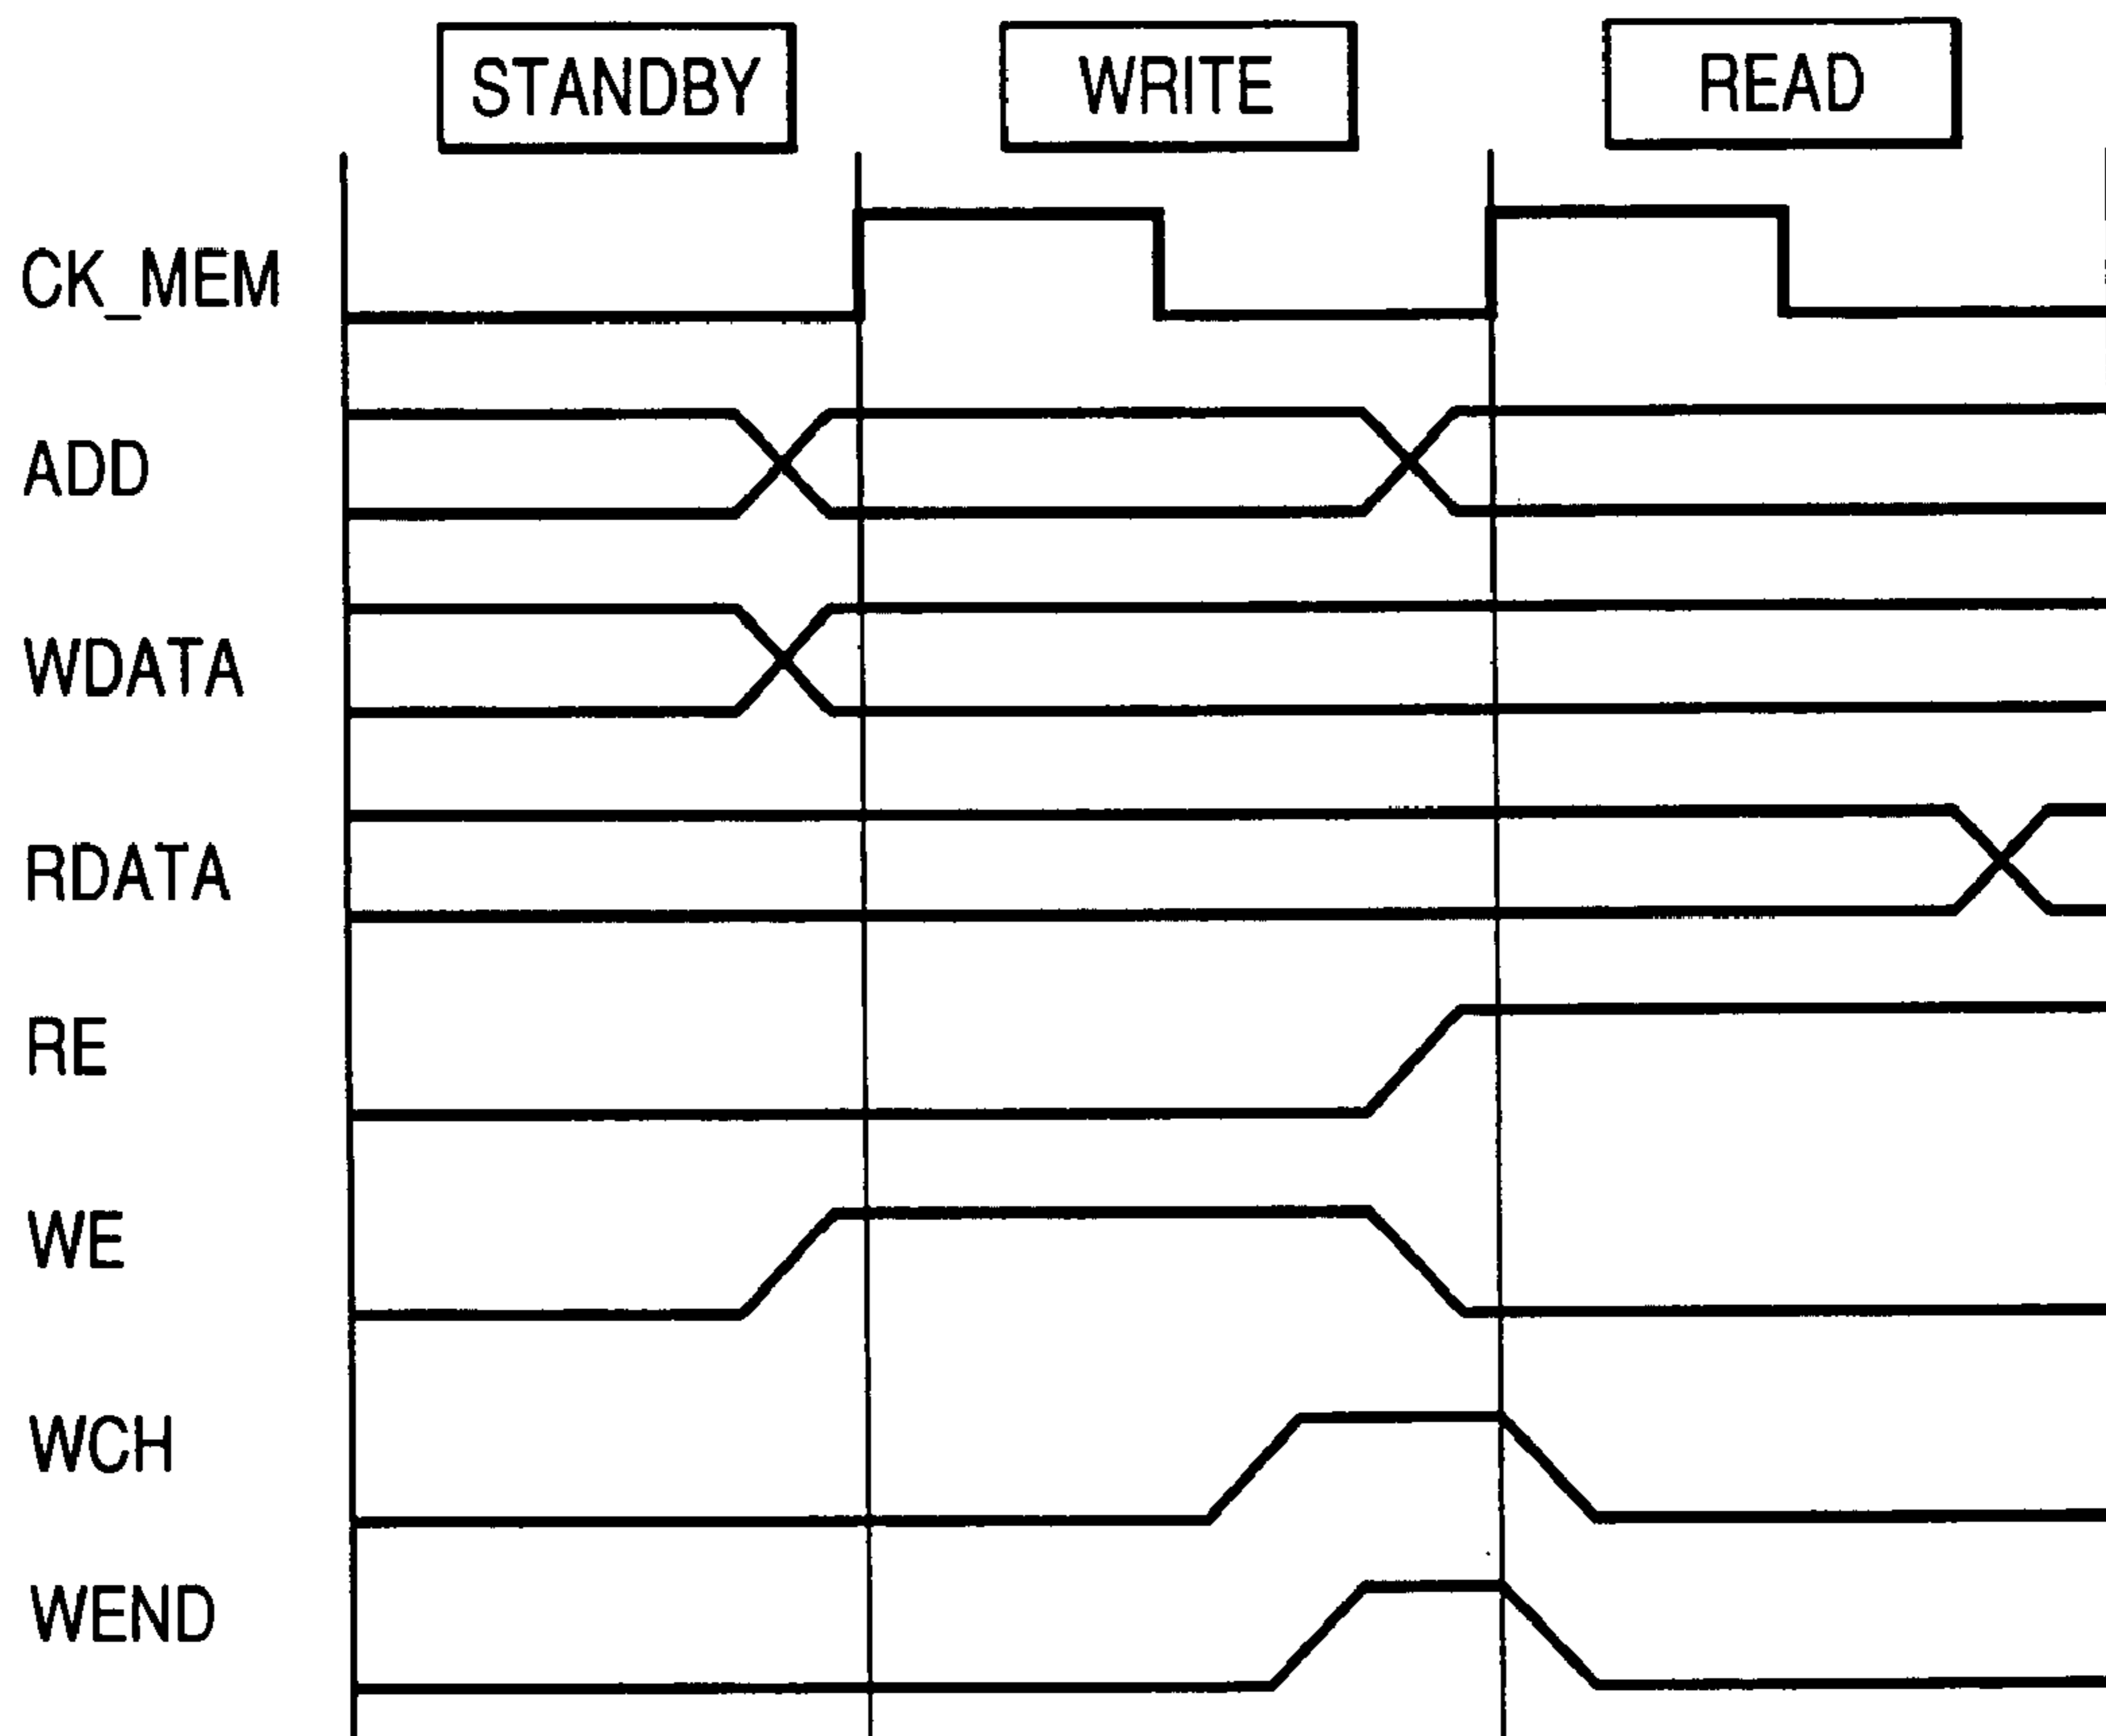 STANDBY WRITE READ
CK_MEM
ADD
WDATA
RDATA
RE
WE
WCH
WEND